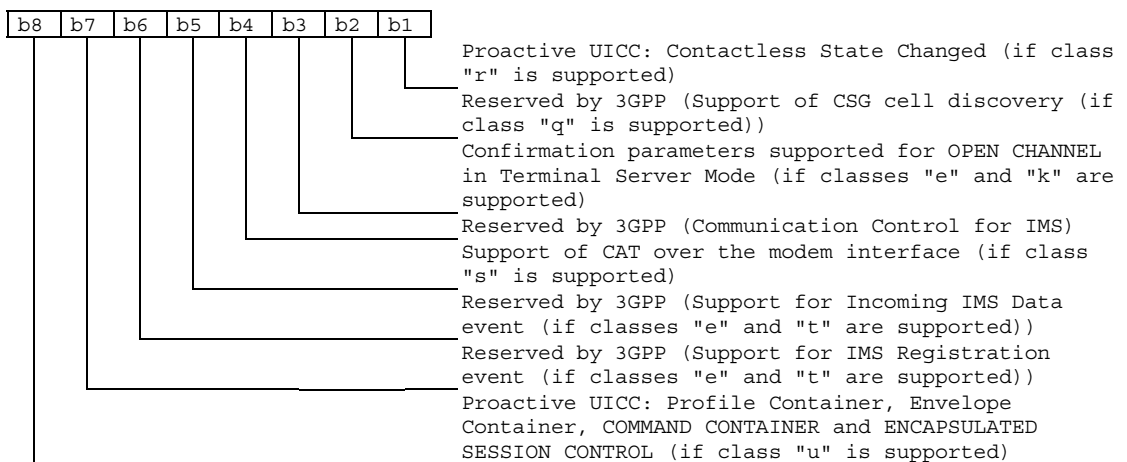 b8 b7 b6 b5 b4 b3 b2 b1
Proactive UICC: Contactless State Changed (if class
"r" is supported)
Reserved by 3GPP (Support of CSG cell discovery (if
class "q" is supported))
Confirmation parameters supported for OPEN CHANNEL
in Terminal Server Mode (if classes "e" and "k" are
supported)
Reserved by 3GPP (Communication Control for IMS)
Support of CAT over the modem interface (if class
"s" is supported)
Reserved by 3GPP (Support for Incoming IMS Data
event (if classes "e" and "t" are supported))
Reserved by 3GPP (Support for IMS Registration
event (if classes "e" and "t" are supported))
Proactive UICC: Profile Container, Envelope
Container, COMMAND CONTAINER and ENCAPSULATED
SESSION CONTROL (if class "u" is supported)